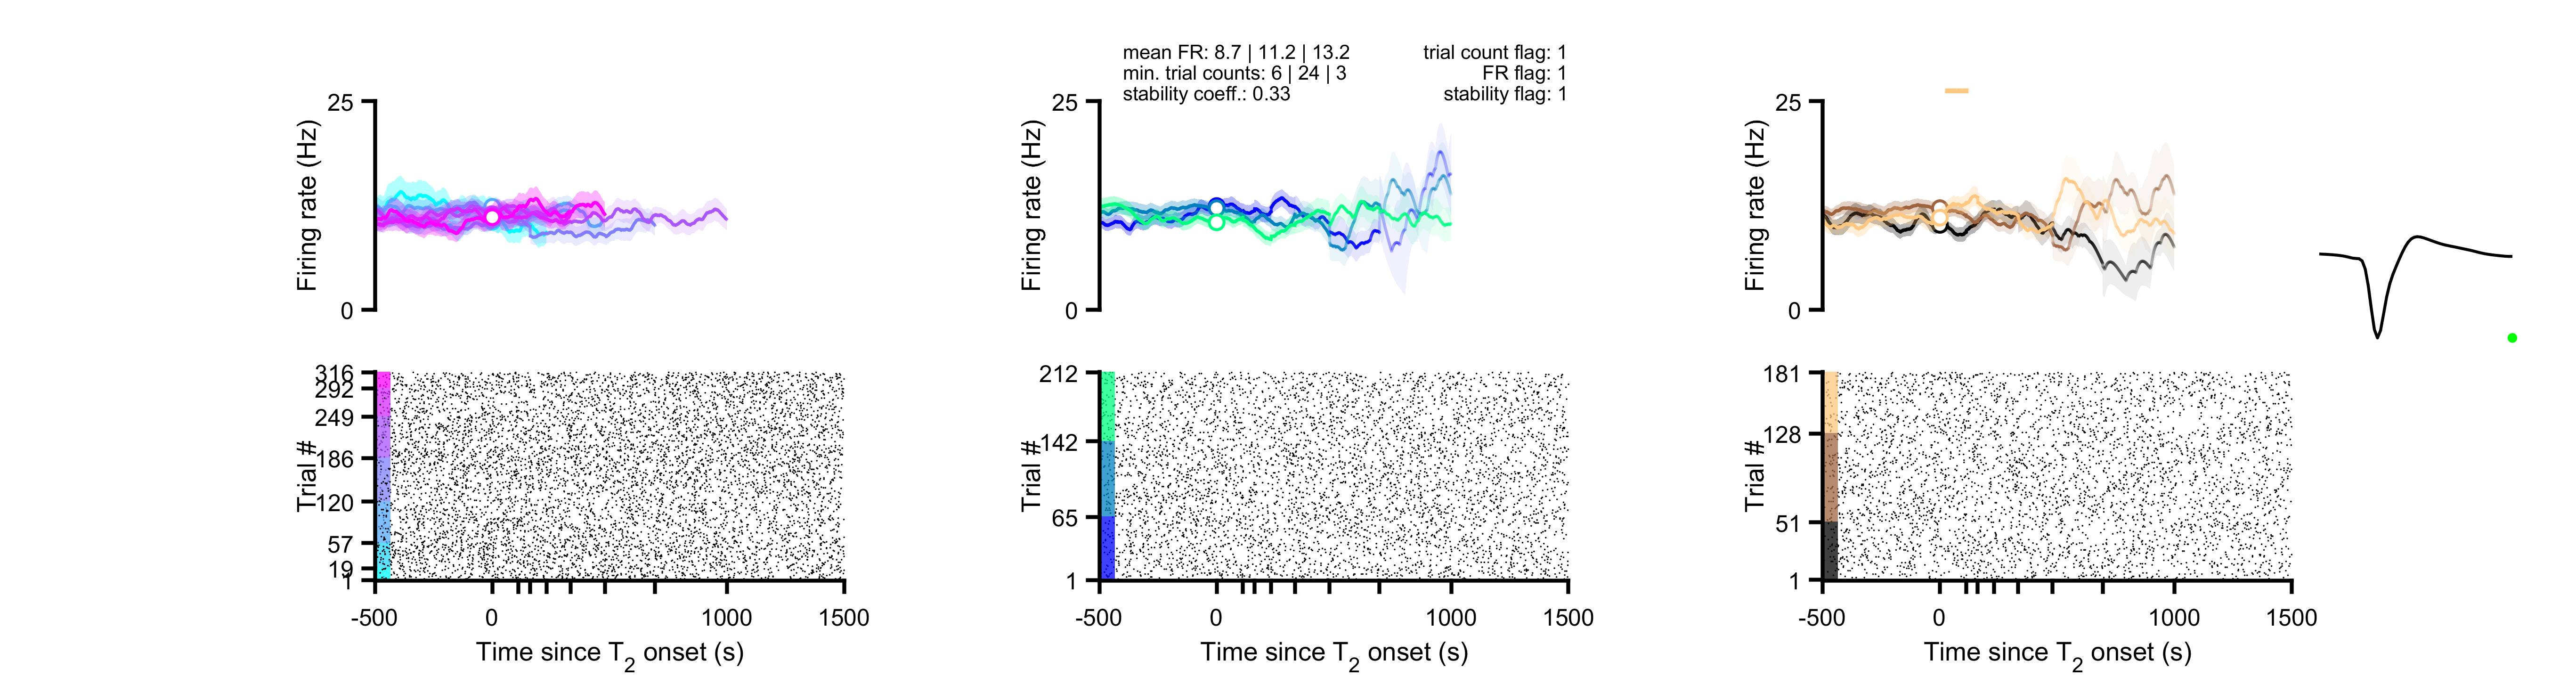 mean FR: 8.7 | 11.2 | 13.2
min. trial counts: 6 | 24 | 3
stability coeff.: 0.33
trial count flag: 1
FR flag: 1
stability flag: 1
25
Firing rate (Hz)
0
25
Firing rate (Hz)
0
25
Firing rate (Hz)
0
316
292
249
186
120
57
19
1
Trial #
-500 0 1000 1500
Time since T2 onset (s)
212
142
65
1
Trial #
-500 0 1000 1500
Time since T2 onset (s)
181
128
51
1
Trial #
-500 0 1000 1500
Time since T2 onset (s)